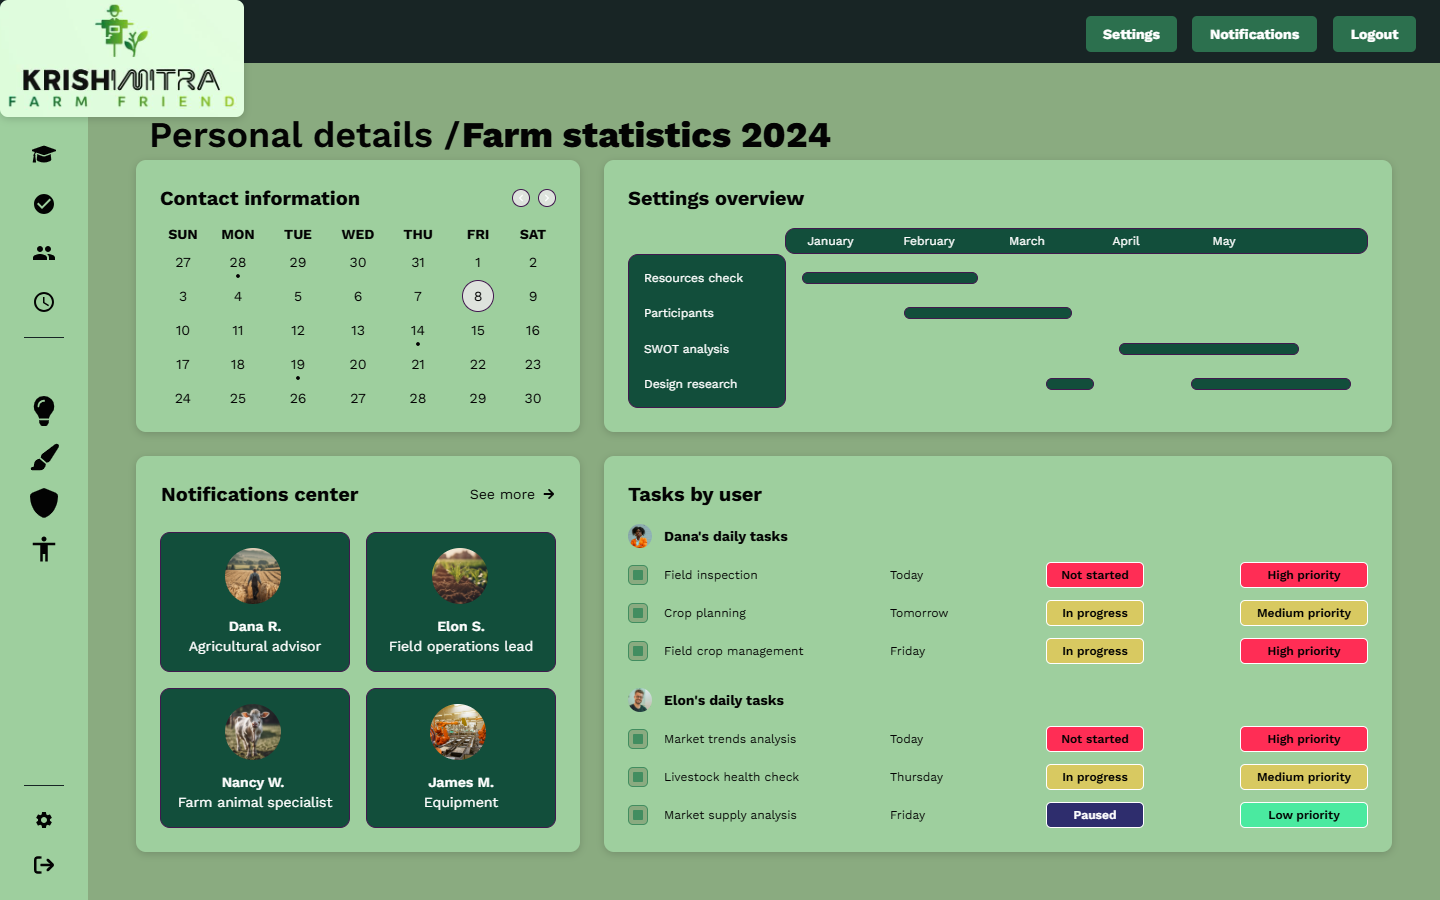 KRISHIMITRA
FARM FRIEND
Settings
Notifications
Logout
Personal details /Farm statistics 2024
Contact information
SUN MON TUE WED THU FRI SAT
27 28 29 30 31 1 2
3 4 5 6 7 8 9
10 11 12 13 14 15 16
17 18 19 20 21 22 23
24 25 26 27 28 29 30
Settings overview
January February March April May
Resources check
Participants
SWOT analysis
Design research
Notifications center
See more
Dana R.
Agricultural advisor
Elon S.
Field operations lead
Nancy W.
Farm animal specialist
James M.
Equipment
Tasks by user
Dana's daily tasks
Field inspection Today Not started High priority
Crop planning Tomorrow In progress Medium priority
Field crop management Friday In progress High priority
Elon's daily tasks
Market trends analysis Today Not started High priority
Livestock health check Thursday In progress Medium priority
Market supply analysis Friday Paused Low priority